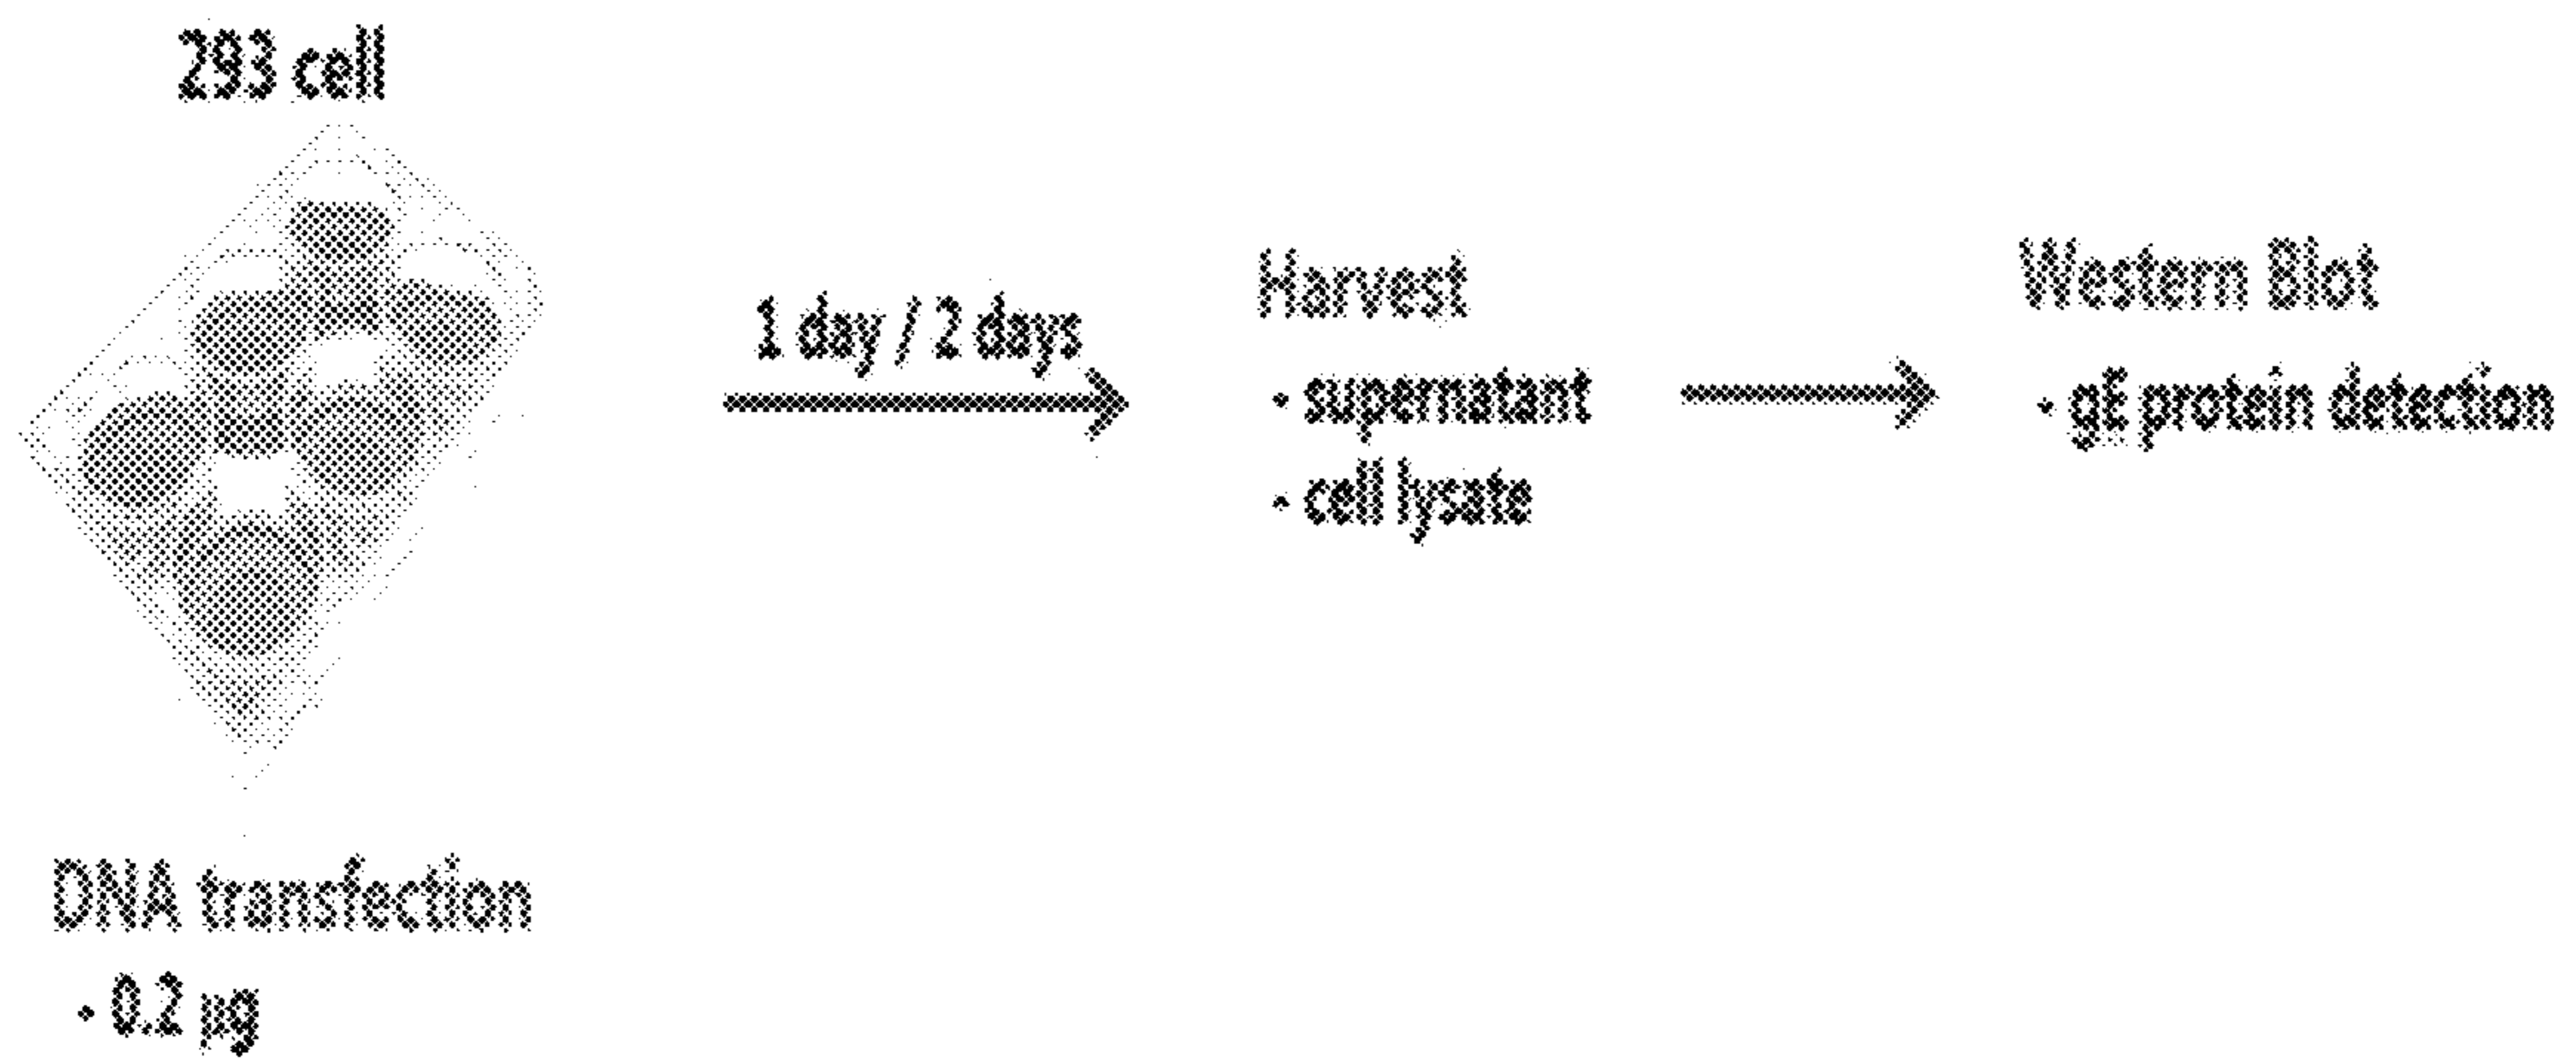 293 cell
DNA transfection
· 0.2 µg
1 day / 2 days
Harvest
· supernatant
· cell lysate
Western Blot
· gE protein detection